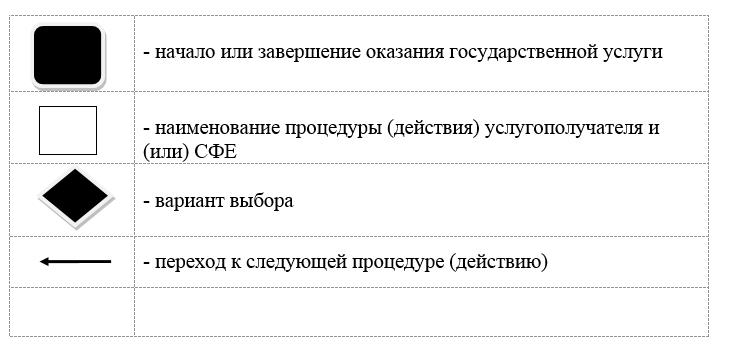 - начало или завершение оказания государственной услуги
- наименование процедуры (действия) услугополучателя и
(или) СФЕ
- вариант выбора
- переход к следующей процедуре (действию)